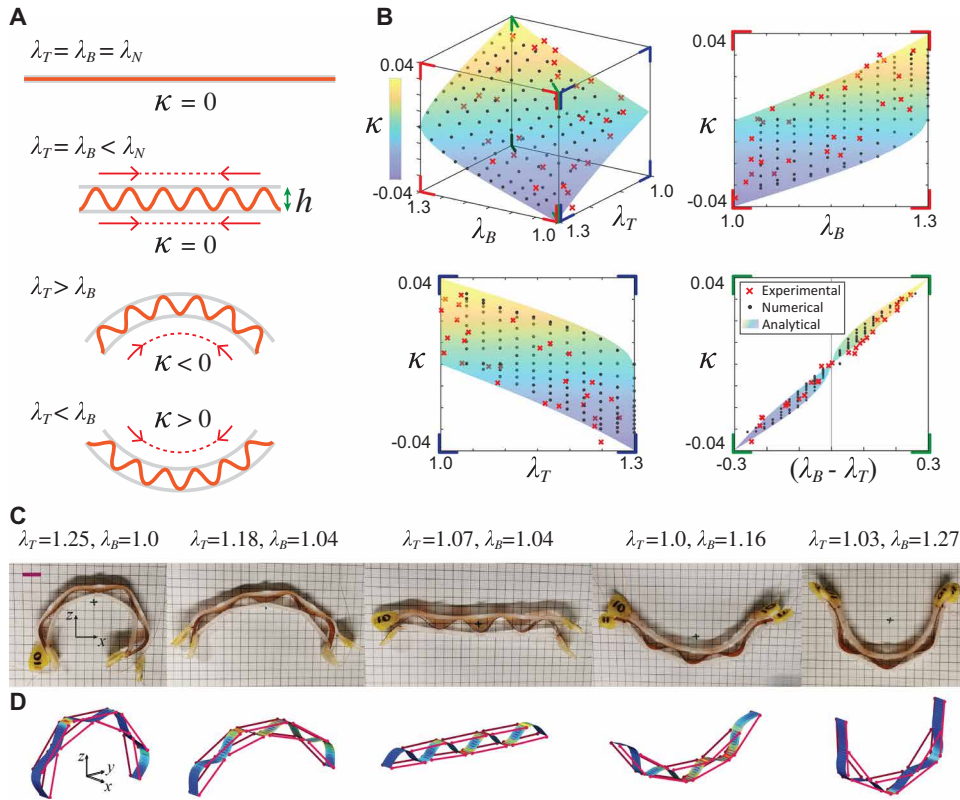 A
λT = λB = λN
κ = 0
λT = λB < λN
h
κ = 0
λT > λB
κ < 0
λT < λB
κ > 0
B
0.04
κ
-0.04
1.3
λB
1.0
1.3
λT
1.0
0.04
κ
-0.04
1.0
λB
1.3
0.04
κ
-0.04
1.0
λT
1.3
0.04
Experimental
Numerical
Analytical
κ
-0.04
-0.3
(λB - λT)
0.3
C
λT=1.25, λB=1.0
λT=1.18, λB=1.04
λT=1.07, λB=1.04
λT=1.0, λB=1.16
λT=1.03, λB=1.27
z
x
10
10
D
z
y
x